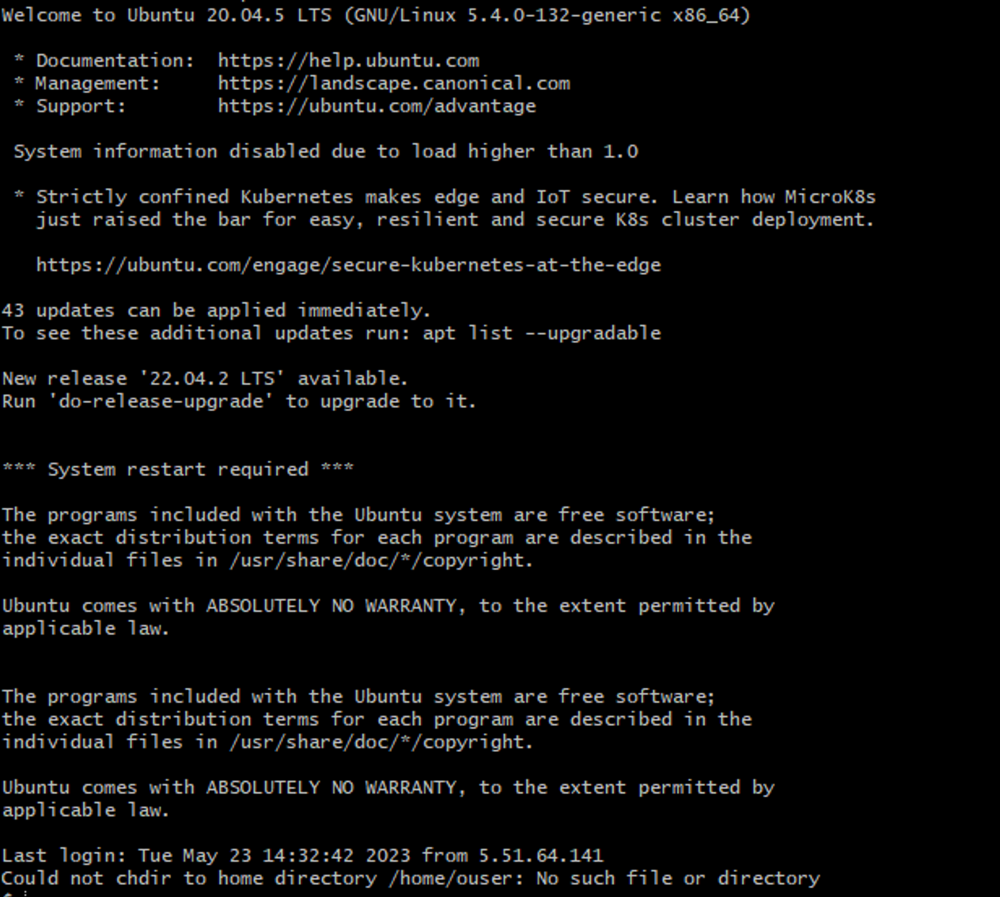 Welcome to Ubuntu 20.04.5 LTS (GNU/Linux 5.4.0-132-generic x86_64)
* Documentation:  https://help.ubuntu.com
* Management:     https://landscape.canonical.com
* Support:        https://ubuntu.com/advantage
System information disabled due to load higher than 1.0
* Strictly confined Kubernetes makes edge and IoT secure. Learn how MicroK8s
just raised the bar for easy, resilient and secure K8s cluster deployment.
https://ubuntu.com/engage/secure-kubernetes-at-the-edge
43 updates can be applied immediately.
To see these additional updates run: apt list --upgradable
New release '22.04.2 LTS' available.
Run 'do-release-upgrade' to upgrade to it.
*** System restart required ***
The programs included with the Ubuntu system are free software;
the exact distribution terms for each program are described in the
individual files in /usr/share/doc/*/copyright.
Ubuntu comes with ABSOLUTELY NO WARRANTY, to the extent permitted by
applicable law.
The programs included with the Ubuntu system are free software;
the exact distribution terms for each program are described in the
individual files in /usr/share/doc/*/copyright.
Ubuntu comes with ABSOLUTELY NO WARRANTY, to the extent permitted by
applicable law.
Last login: Tue May 23 14:32:42 2023 from 5.51.64.141
Could not chdir to home directory /home/ouser: No such file or directory